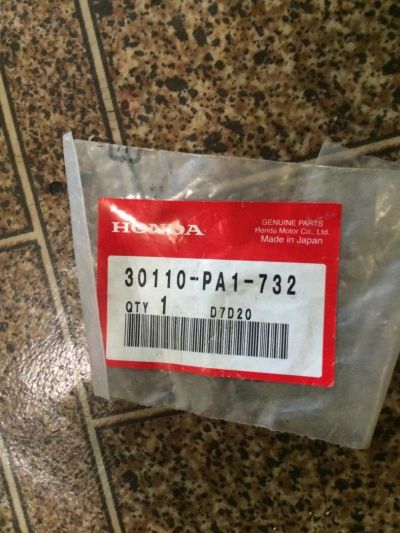 HONDA
GENUINE PARTS
Honda Motor Co., Ltd.
Made in Japan
30110-PA1-732
QTY 1 D7D20